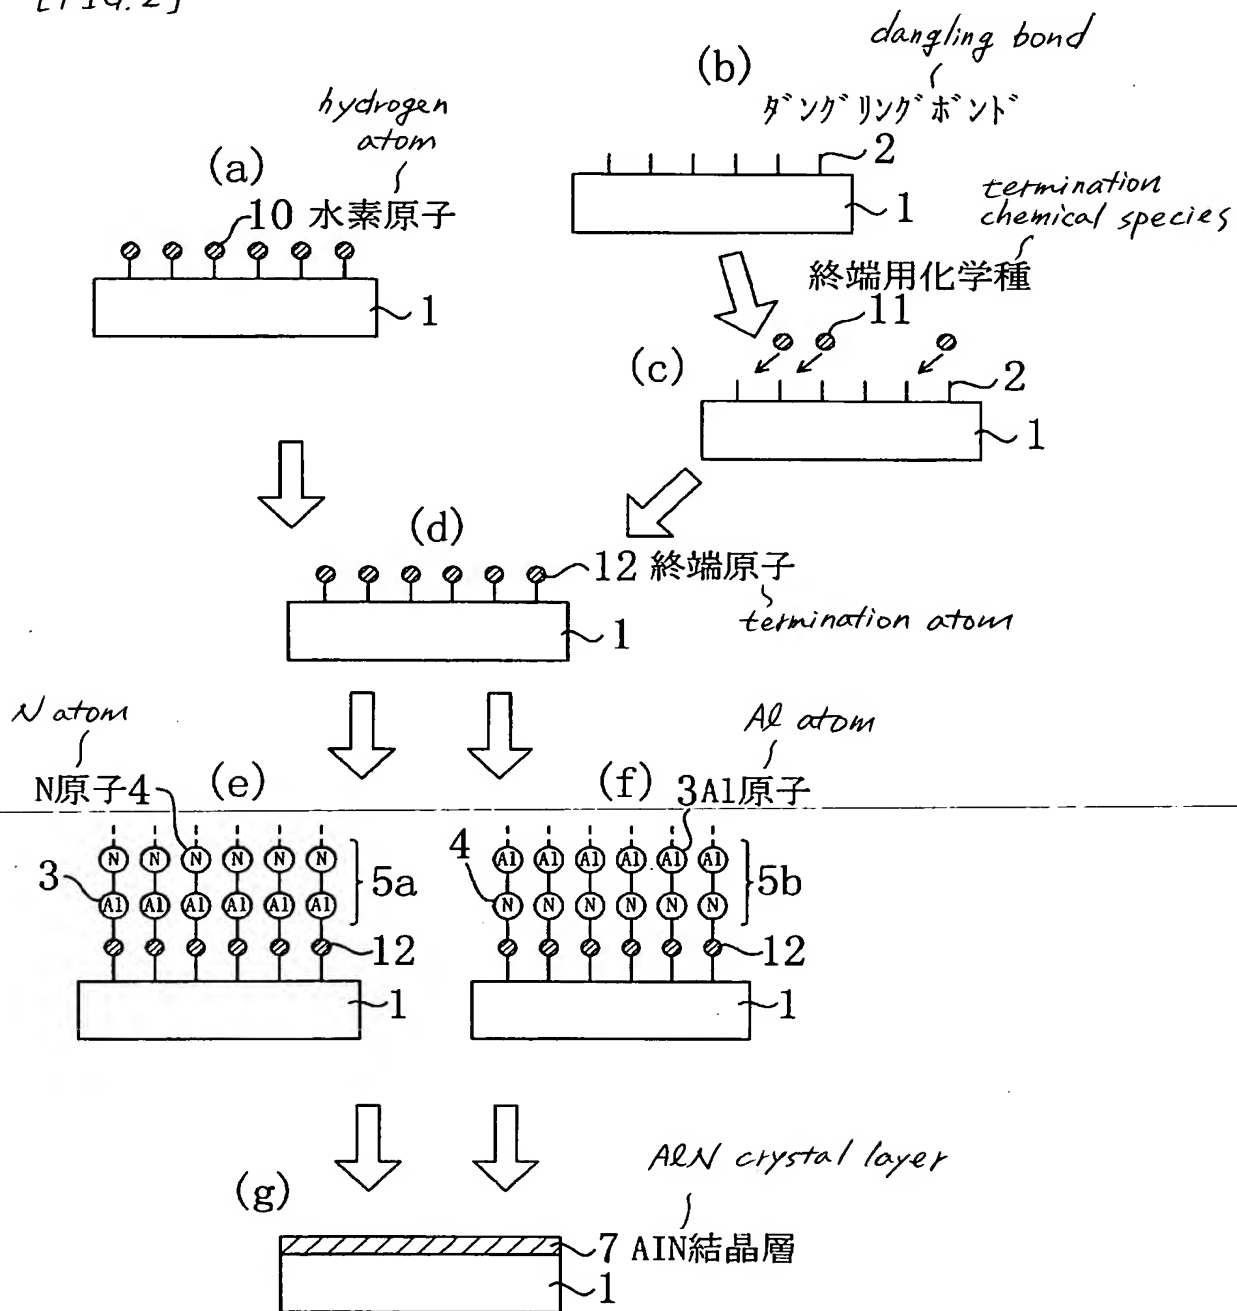 [FIG.2]
dangling bond
(b)
ダングリングボンド
2
1
hydrogen
atom
(a)
10 水素原子
1
termination
chemical species
終端用化学種
11
(c)
2
1
(d)
12 終端原子
termination atom
1
N atom
N原子4
(e)
Al atom
(f)
3Al原子
N N N N N N
3
Al Al Al Al Al Al
5a
12
1
Al Al Al Al Al Al
4
N N N N N N
5b
12
1
AlN crystal layer
(g)
7 AlN結晶層
1